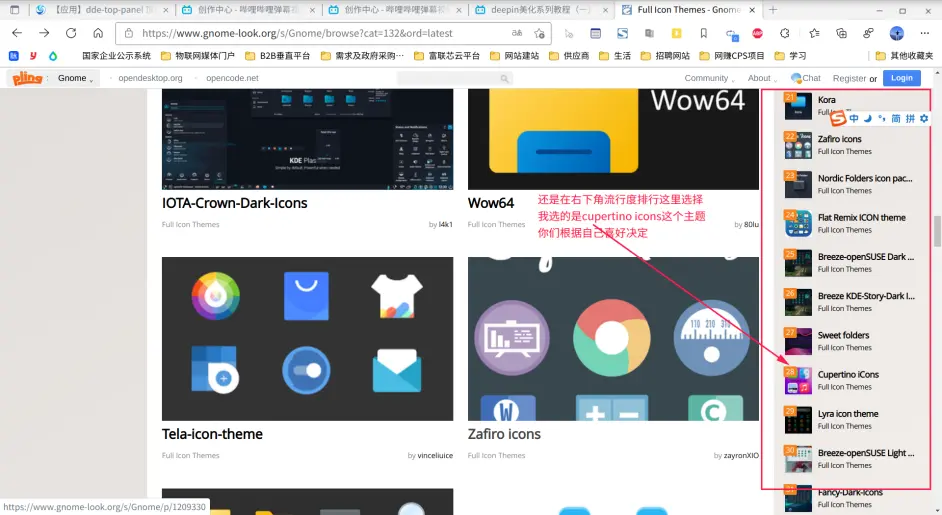 【应用】dde-top-panel 顶
创作中心 - 哔哩哔哩弹幕视
创作中心 - 哔哩哔哩弹幕视
deepin美化系列教程（一）
Full Icon Themes - Gnome
https://www.gnome-look.org/s/Gnome/browse?cat=132&ord=latest
国家企业公示系统
物联网媒体门户
B2B垂直平台
需求及政府采购…
富联芯云平台
网站建站
供应商
生活
招聘网站
网赚CPS项目
学习
其他收藏夹
pling
Gnome
opendesktop.org
opencode.net
Community
About
Chat
Register or
Login
KDE Plas
IOTA-Crown-Dark-Icons
Full Icon Themes
by l4k1
Wow64
Wow64
Full Icon Themes
by 80lu
还是在右下角流行度排行这里选择
我选的是cupertino icons这个主题
你们根据自己喜好决定
Tela-icon-theme
Full Icon Themes
by vinceliuice
110 210 310
W
C
Zafiro icons
Full Icon Themes
by zayronXIO
21
Kora
Full Icon Themes
S 中 简 拼
22
Zafiro icons
Full Icon Themes
23
Nordic Folders icon pac...
Full Icon Themes
24
Flat Remix ICON theme
Full Icon Themes
25
Breeze-openSUSE Dark ...
Full Icon Themes
26
Breeze KDE-Story-Dark I...
Full Icon Themes
27
Sweet folders
Full Icon Themes
28
Cupertino iCons
Full Icon Themes
29
Lyra icon theme
Full Icon Themes
30
Breeze-openSUSE Light ...
Full Icon Themes
31
Fancy-Dark-Icons
Full Icon Themes
https://www.gnome-look.org/s/Gnome/p/1209330